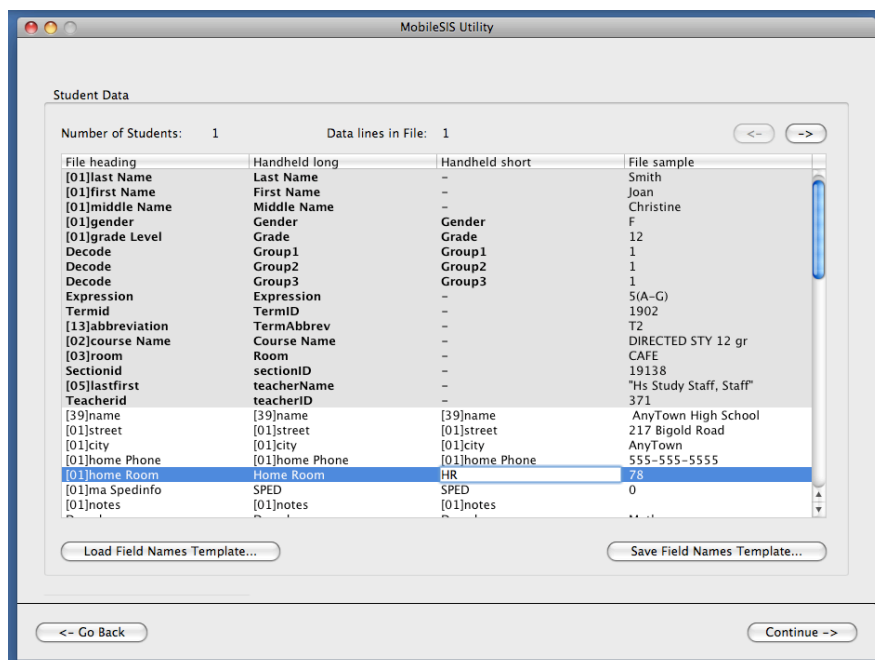 MobileSIS Utility
Student Data
Number of Students: 1 Data lines in File: 1 <- ->
File heading Handheld long Handheld short File sample
[01]last Name Last Name – Smith
[01]first Name First Name – Joan
[01]middle Name Middle Name – Christine
[01]gender Gender Gender F
[01]grade Level Grade Grade 12
Decode Group1 Group1 1
Decode Group2 Group2 1
Decode Group3 Group3 1
Expression Expression – 5(A-G)
Termid TermID – 1902
[13]abbreviation TermAbbrev – T2
[02]course Name Course Name – DIRECTED STY 12 gr
[03]room Room – CAFE
Sectionid sectionID – 19138
[05]lastfirst teacherName – "Hs Study Staff, Staff"
Teacherid teacherID – 371
[39]name [39]name [39]name AnyTown High School
[01]street [01]street [01]street 217 Bigold Road
[01]city [01]city [01]city AnyTown
[01]home Phone [01]home Phone [01]home Phone 555-555-5555
[01]home Room Home Room HR 78
[01]ma Spedinfo SPED SPED 0
[01]notes [01]notes [01]notes
Load Field Names Template... Save Field Names Template...
<- Go Back Continue ->